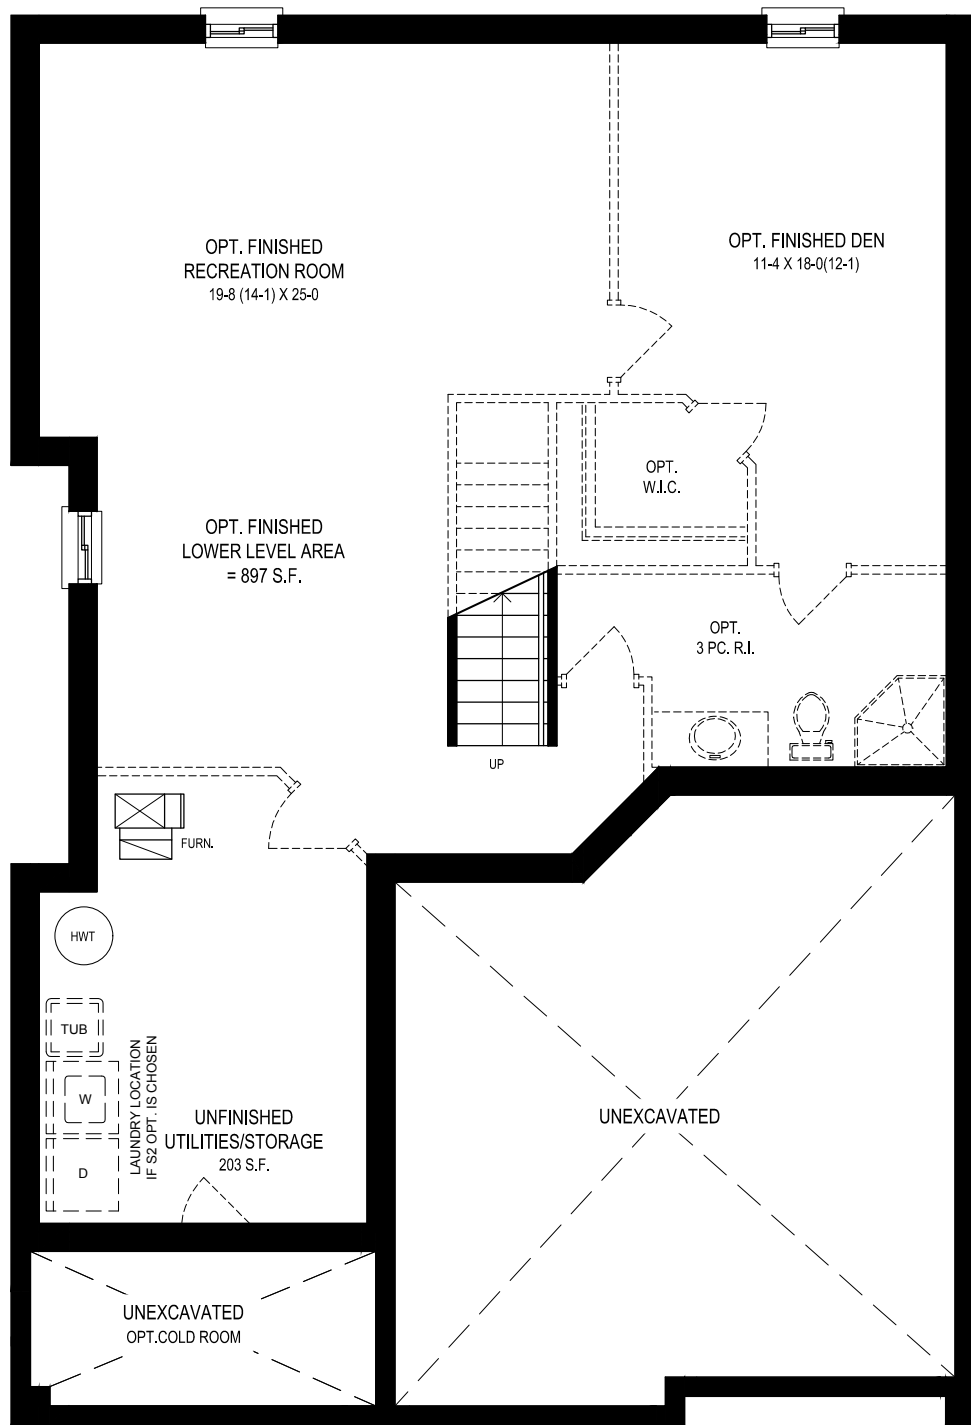 OPT. FINISHED
RECREATION ROOM
19-8 (14-1) X 25-0
OPT. FINISHED DEN
11-4 X 18-0(12-1)
OPT.
W.I.C.
OPT. FINISHED
LOWER LEVEL AREA
= 897 S.F.
OPT.
3 PC. R.I.
UP
FURN.
HWT
TUB
W
D
LAUNDRY LOCATION
IF S2 OPT. IS CHOSEN
UNFINISHED
UTILITIES/STORAGE
203 S.F.
UNEXCAVATED
UNEXCAVATED
OPT.COLD ROOM